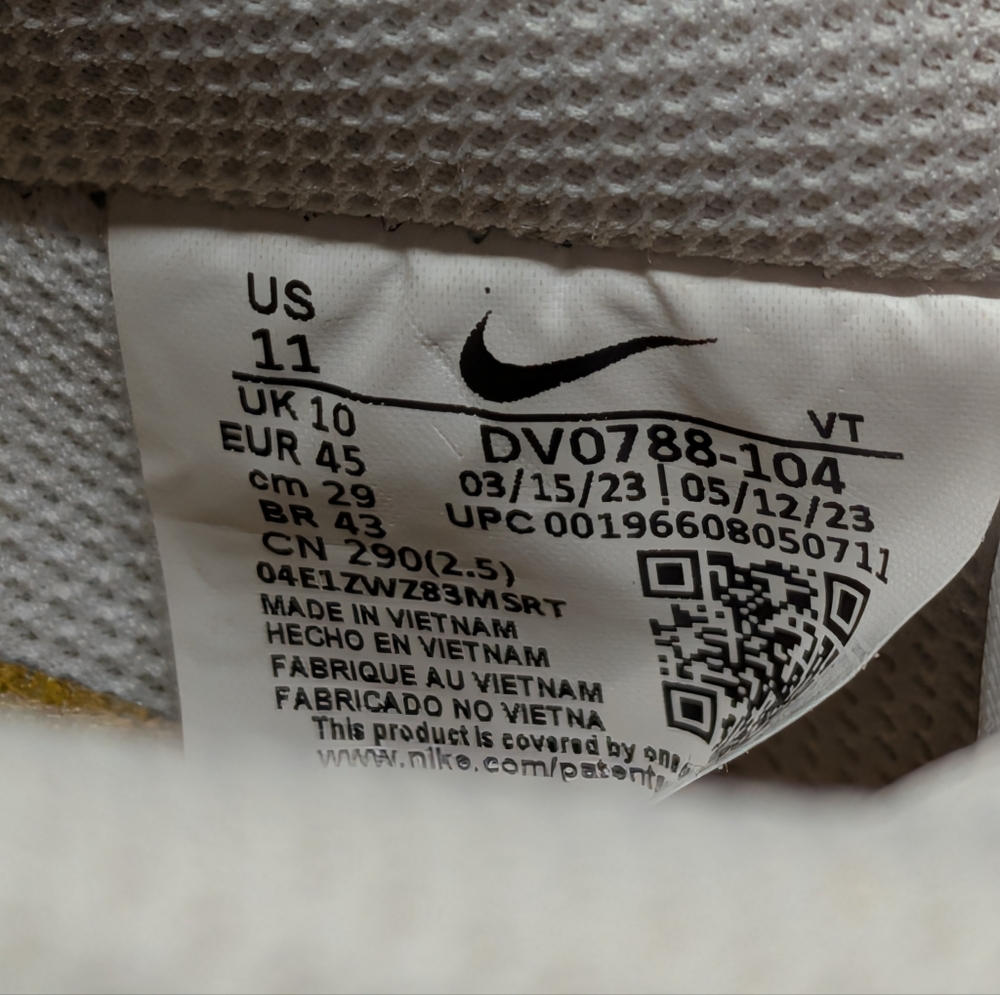 US
11
UK 10
EUR 45
cm 29
BR 43
CN 290(2.5)
04E1ZWZ83MSRT
MADE IN VIETNAM
HECHO EN VIETNAM
FABRIQUE AU VIETNAM
FABRICADO NO VIETNA
This product is covered by one
www.nike.com/patent
VT
DV0788-104
03/15/23 | 05/12/23
UPC 00196608050711